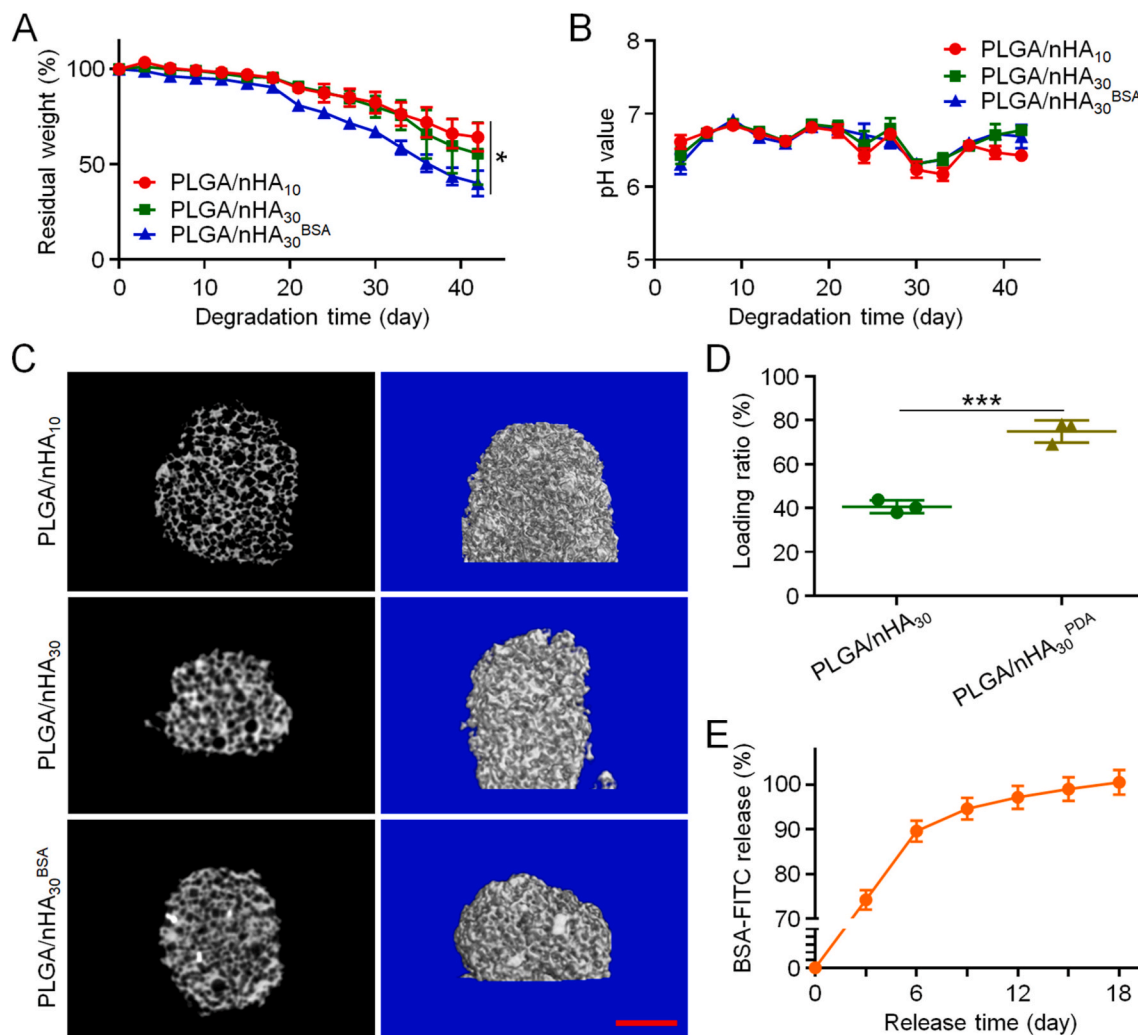 A
Residual weight (%)
100
50
0
PLGA/nHA10
PLGA/nHA30
PLGA/nHA30BSA
*
0 10 20 30 40
Degradation time (day)
B
pH value
8
7
6
5
PLGA/nHA10
PLGA/nHA30
PLGA/nHA30BSA
0 10 20 30 40
Degradation time (day)
C
PLGA/nHA10
PLGA/nHA30
PLGA/nHA30BSA
D
Loading ratio (%)
100
80
60
40
20
0
***
PLGA/nHA30
PLGA/nHA30PDA
E
BSA-FITC release (%)
100
90
80
70
0
0 6 12 18
Release time (day)